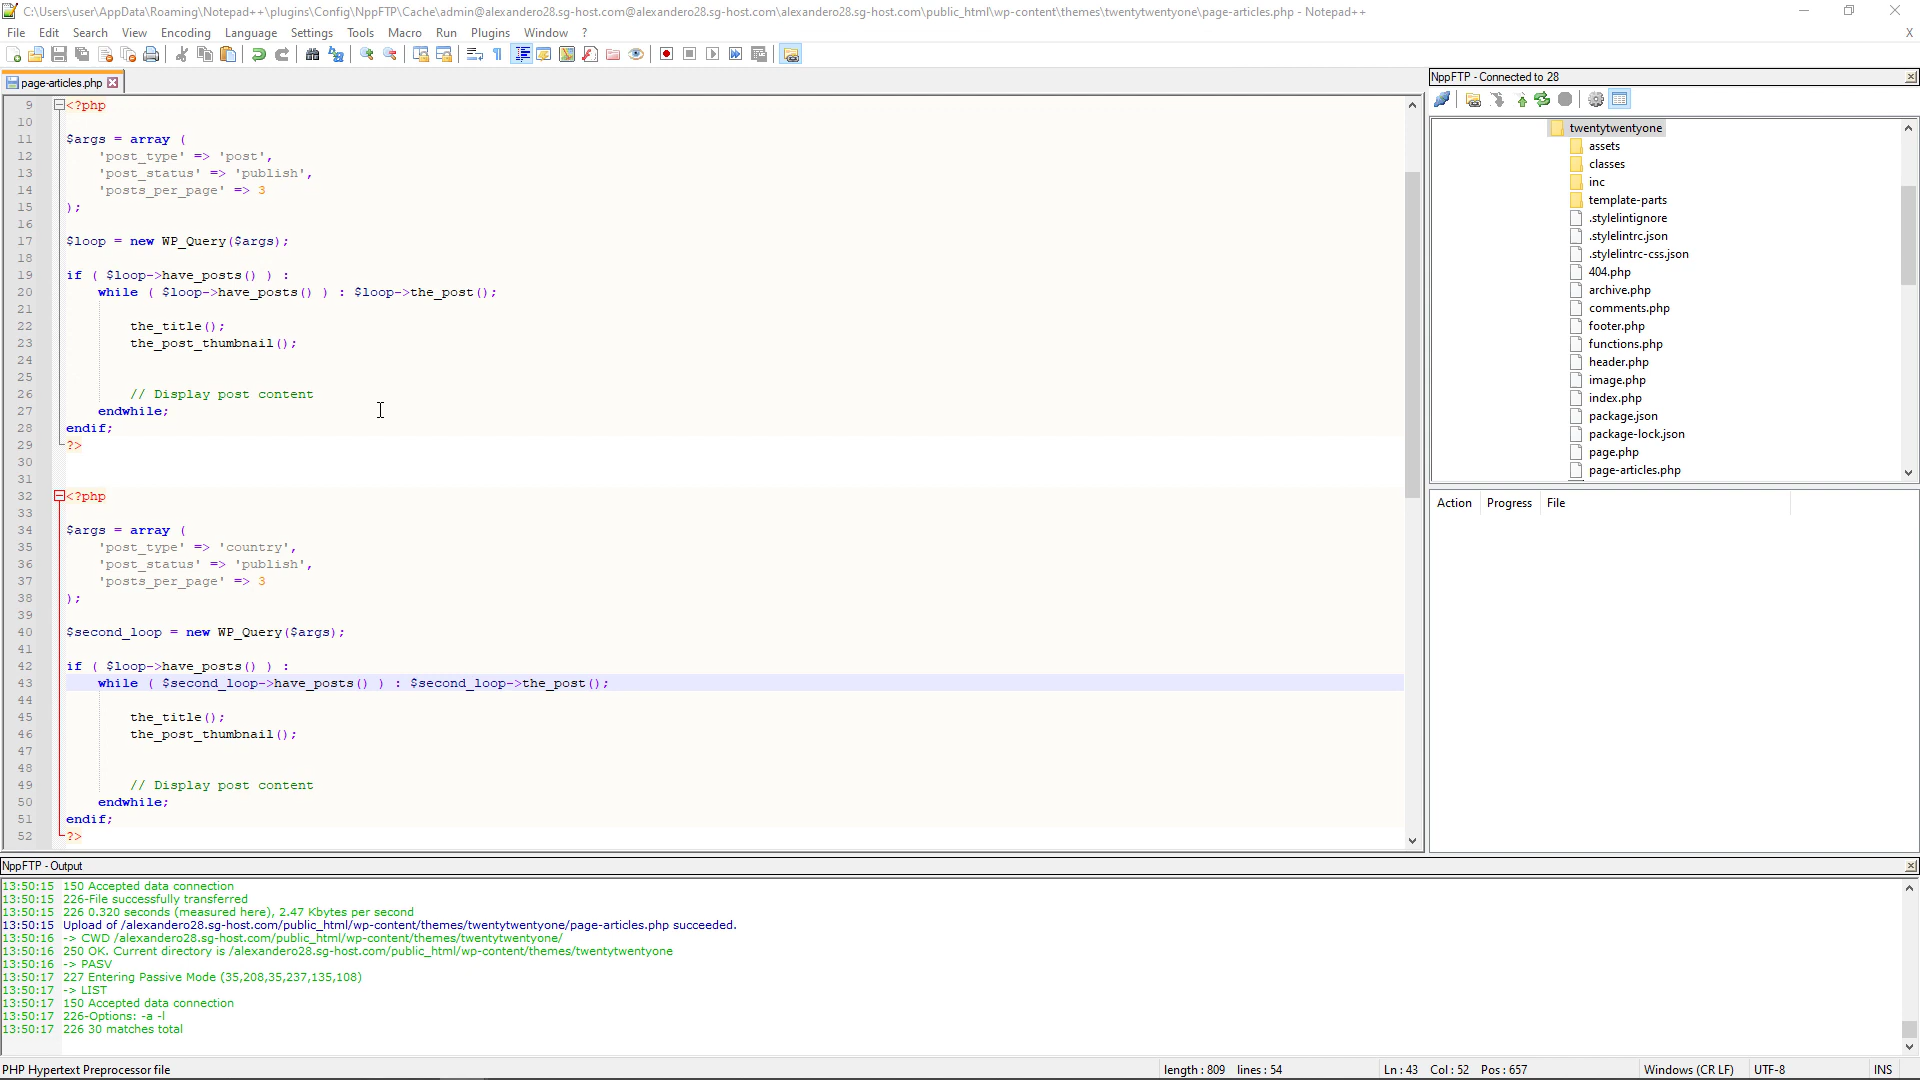 C:\Users\user\AppData\Roaming\Notepad++\plugins\Config\NppFTP\Cache\admin@alexandero28.sg-host.com@alexandero28.sg-host.com\alexandero28.sg-host.com\public_html\wp-content\themes\twentytwentyone\page-articles.php - Notepad++
File Edit Search View Encoding Language Settings Tools Macro Run Plugins Window ? X
page-articles.php
NppFTP - Connected to 28
9 <?php
10
11 $args = array (
12 'post_type' => 'post',
13 'post_status' => 'publish',
14 'posts_per_page' => 3
15 );
16
17 $loop = new WP_Query($args);
18
19 if ( $loop->have_posts() ) :
20 while ( $loop->have_posts() ) : $loop->the_post();
21
22 the_title();
23 the_post_thumbnail();
24
25
26 // Display post content
27 endwhile;
28 endif;
29 ?>
30
31
32 <?php
33
34 $args = array (
35 'post_type' => 'country',
36 'post_status' => 'publish',
37 'posts_per_page' => 3
38 );
39
40 $second_loop = new WP_Query($args);
41
42 if ( $loop->have_posts() ) :
43 while ( $second_loop->have_posts() ) : $second_loop->the_post();
44
45 the_title();
46 the_post_thumbnail();
47
48
49 // Display post content
50 endwhile;
51 endif;
52 ?>
twentytwentyone
assets
classes
inc
template-parts
.stylelintignore
.stylelintrc.json
.stylelintrc-css.json
404.php
archive.php
comments.php
footer.php
functions.php
header.php
image.php
index.php
package.json
package-lock.json
page.php
page-articles.php
Action Progress File
NppFTP - Output
13:50:15 150 Accepted data connection
13:50:15 226-File successfully transferred
13:50:15 226 0.320 seconds (measured here), 2.47 Kbytes per second
13:50:15 Upload of /alexandero28.sg-host.com/public_html/wp-content/themes/twentytwentyone/page-articles.php succeeded.
13:50:16 -> CWD /alexandero28.sg-host.com/public_html/wp-content/themes/twentytwentyone/
13:50:16 250 OK. Current directory is /alexandero28.sg-host.com/public_html/wp-content/themes/twentytwentyone
13:50:16 -> PASV
13:50:17 227 Entering Passive Mode (35,208,35,237,135,108)
13:50:17 -> LIST
13:50:17 150 Accepted data connection
13:50:17 226-Options: -a -l
13:50:17 226 30 matches total
PHP Hypertext Preprocessor file length : 809 lines : 54 Ln : 43 Col : 52 Pos : 657 Windows (CR LF) UTF-8 INS